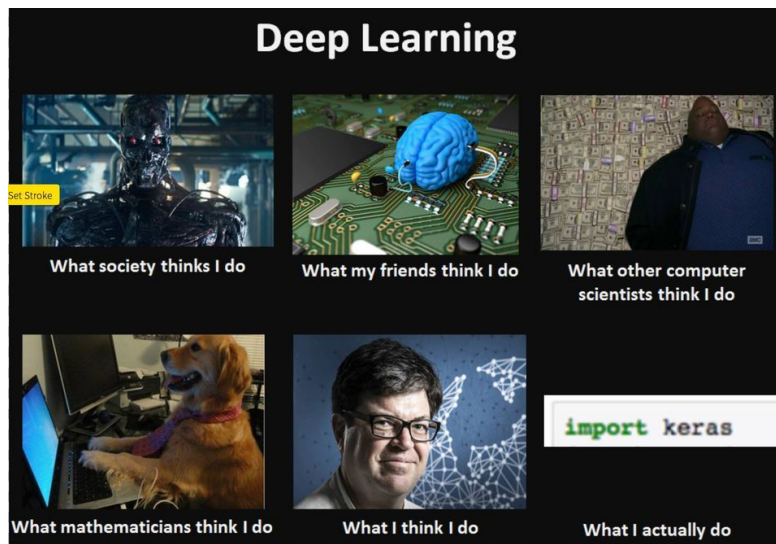 Deep Learning
Set Stroke
What society thinks I do
What my friends think I do
What other computer
scientists think I do
import keras
What mathematicians think I do
What I think I do
What I actually do